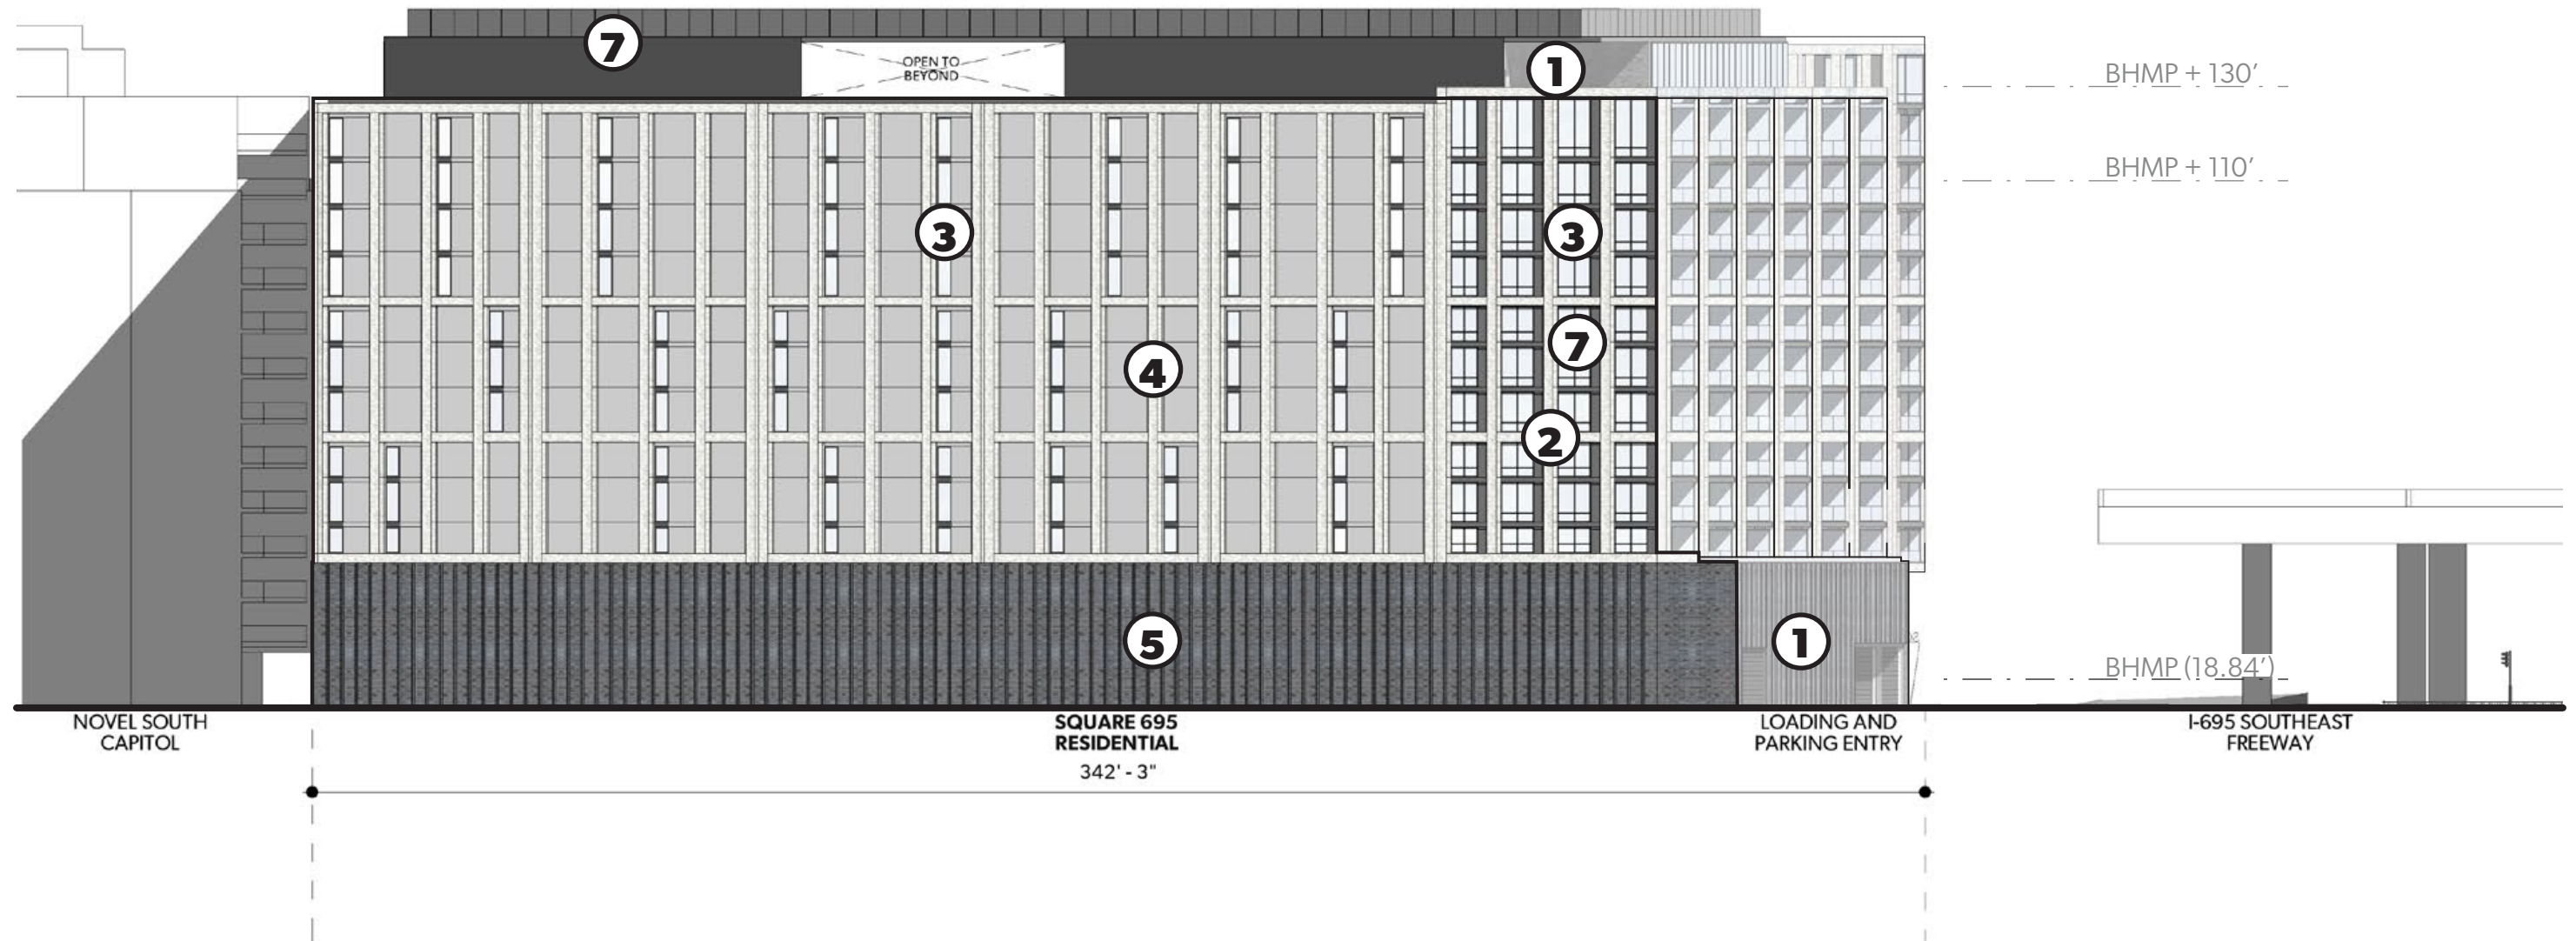 7
OPEN TO
BEYOND
1
BHMP + 130’
BHMP + 110’
3
3
7
4
2
5
1
BHMP (18.84’)
NOVEL SOUTH
CAPITOL
SQUARE 695
RESIDENTIAL
342' - 3"
LOADING AND
PARKING ENTRY
I-695 SOUTHEAST
FREEWAY